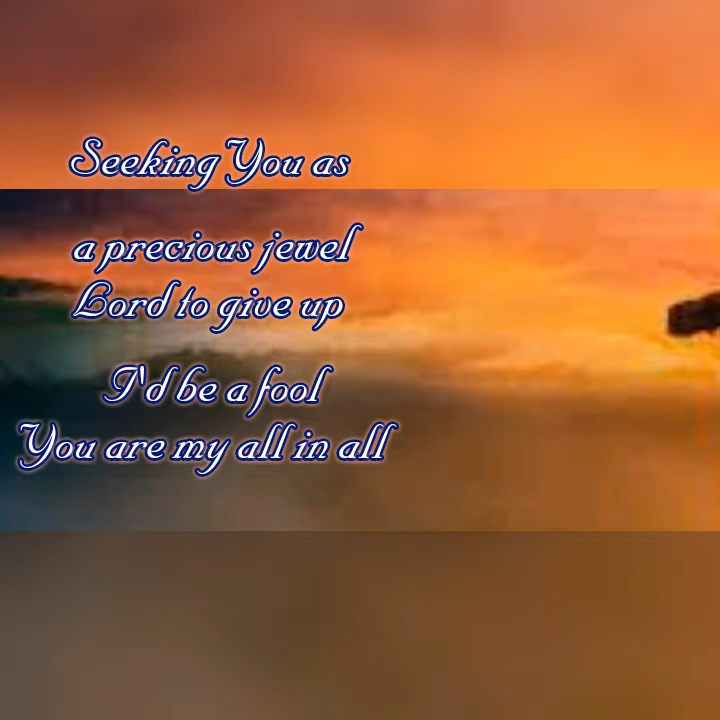 Seeking You as
a precious jewel
Lord to give up
I'd be a fool
You are my all in all